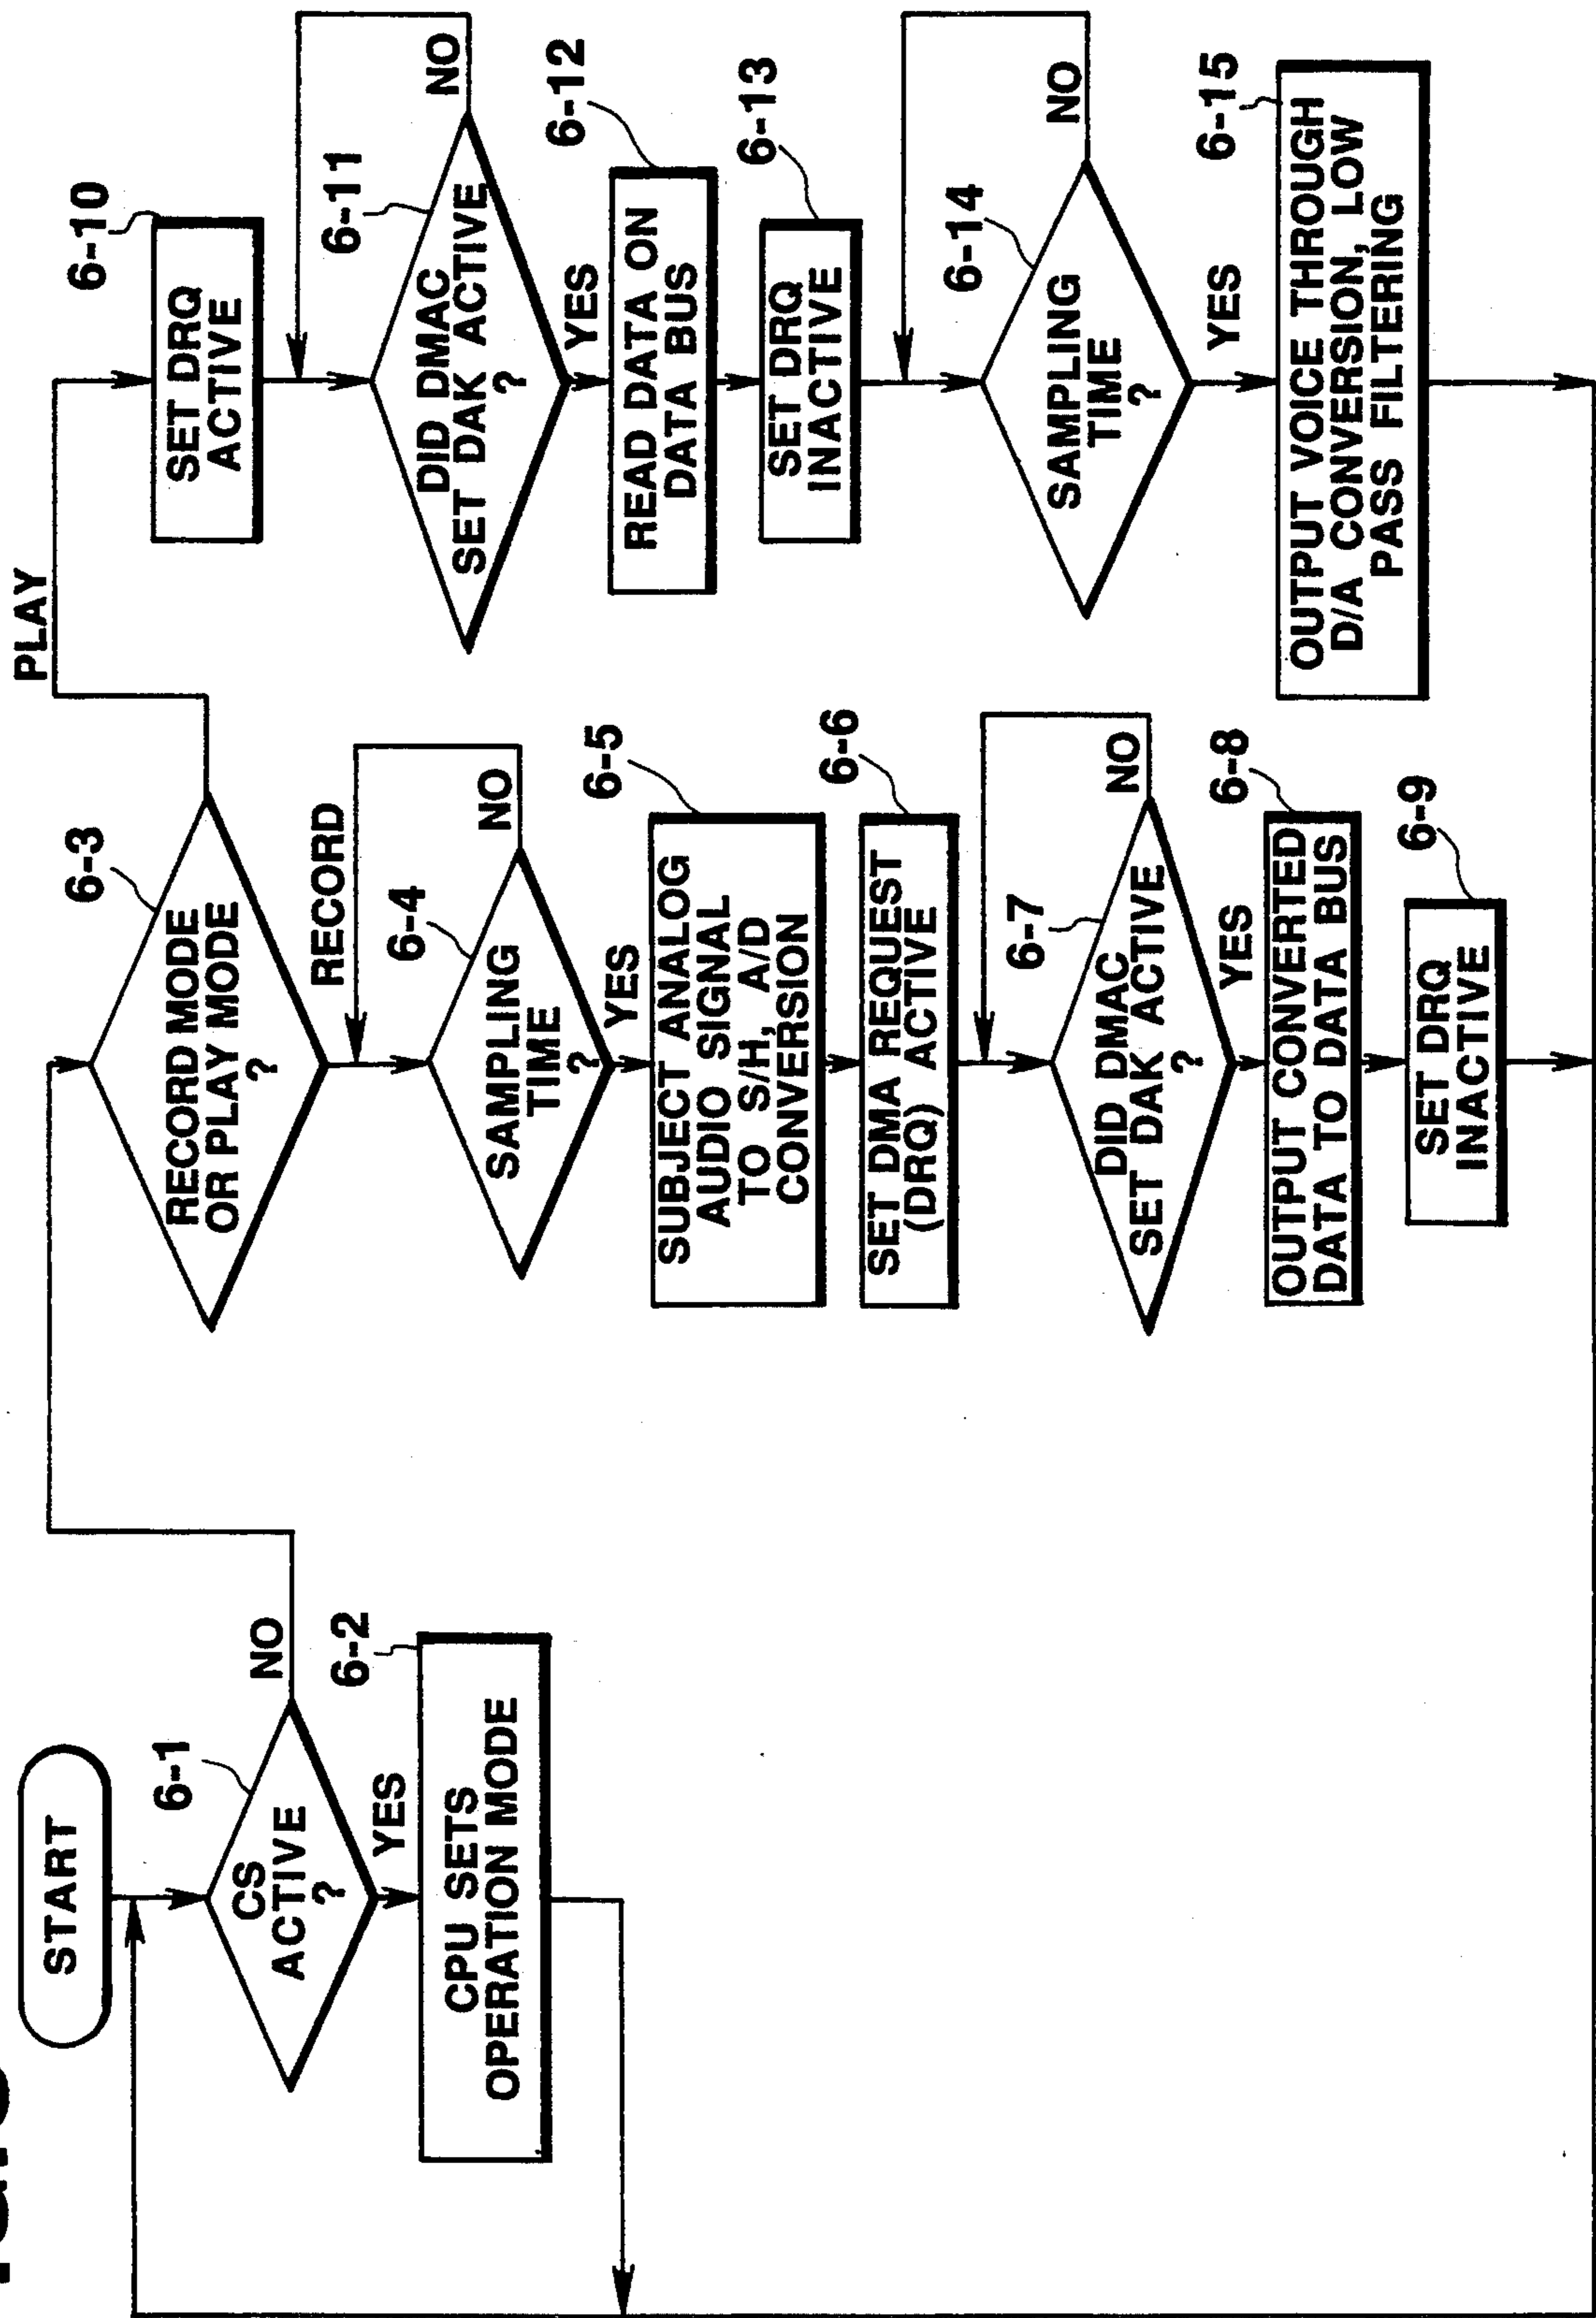 START
6-1
CS
ACTIVE
?
NO
YES
6-2
CPU SETS
OPERATION MODE
6-3
RECORD MODE
OR PLAY MODE
?
PLAY
RECORD
6-4
SAMPLING
TIME
?
NO
YES
6-5
SUBJECT ANALOG
AUDIO SIGNAL
TO S/H, A/D
CONVERSION
6-6
SET DMA REQUEST
(DRQ) ACTIVE
6-7
DID DMAC
SET DAK ACTIVE
?
NO
YES
6-8
OUTPUT CONVERTED
DATA TO DATA BUS
6-9
SET DRQ
INACTIVE
6-10
SET DRQ
ACTIVE
6-11
DID DMAC
SET DAK ACTIVE
?
NO
YES
6-12
READ DATA ON
DATA BUS
6-13
SET DRQ
INACTIVE
6-14
SAMPLING
TIME
?
NO
YES
6-15
OUTPUT VOICE THROUGH
D/A CONVERSION, LOW
PASS FILTERING